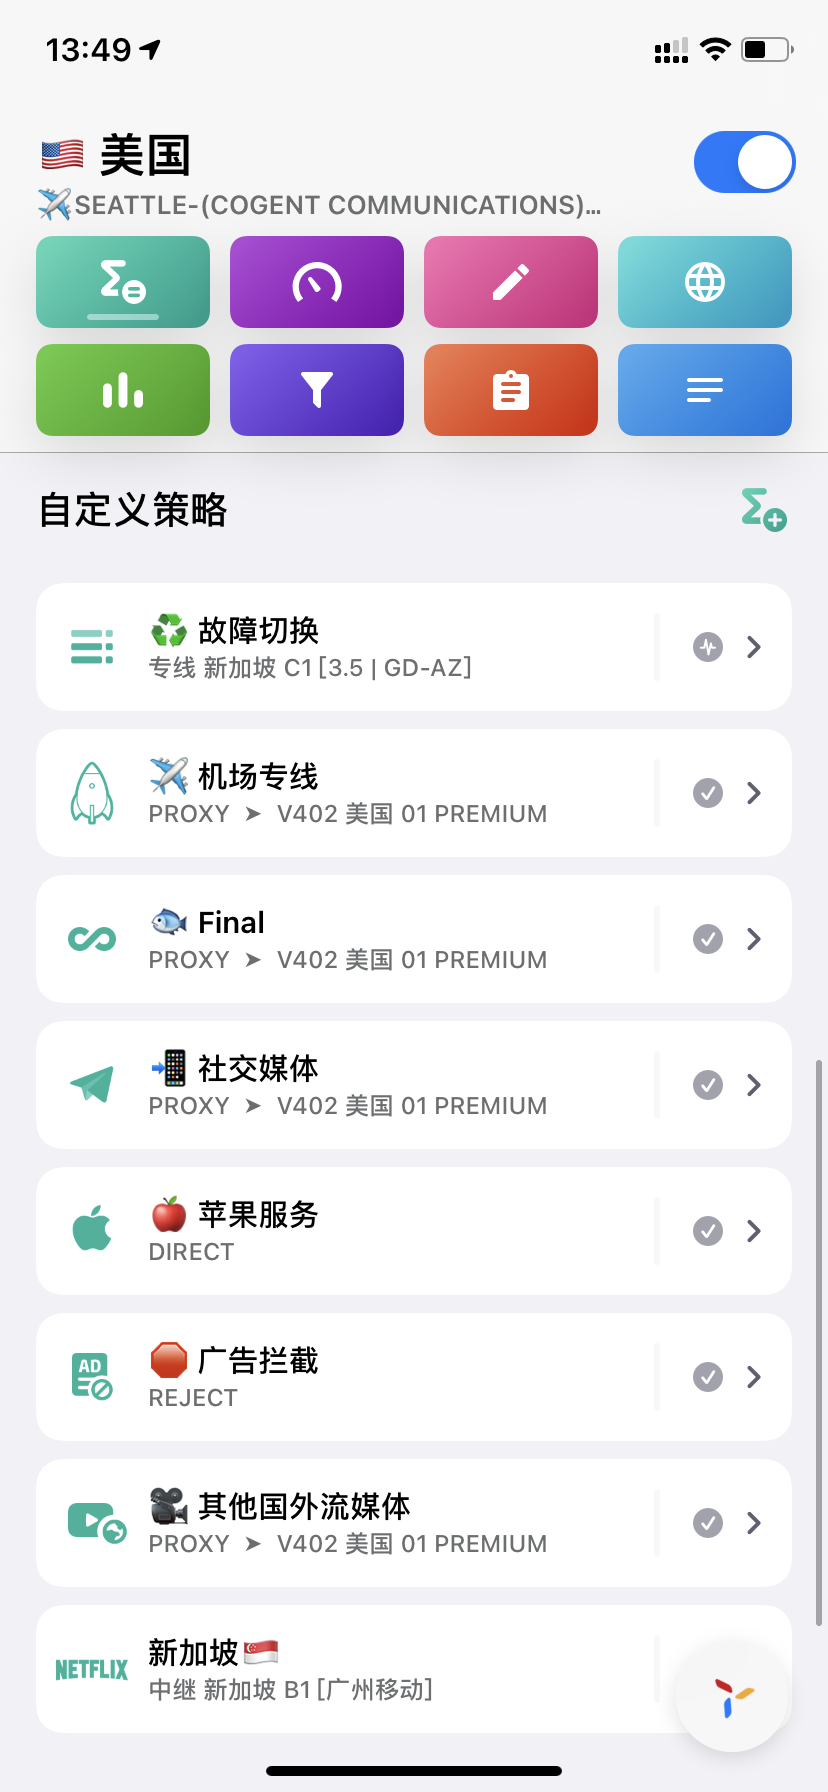 13:49
美国
SEATTLE-(COGENT COMMUNICATIONS)...
自定义策略
故障切换
专线 新加坡 C1 [3.5 | GD-AZ]
机场专线
PROXY ➤ V402 美国 01 PREMIUM
Final
PROXY ➤ V402 美国 01 PREMIUM
社交媒体
PROXY ➤ V402 美国 01 PREMIUM
苹果服务
DIRECT
AD
广告拦截
REJECT
其他国外流媒体
PROXY ➤ V402 美国 01 PREMIUM
NETFLIX
新加坡
中继 新加坡 B1 [广州移动]